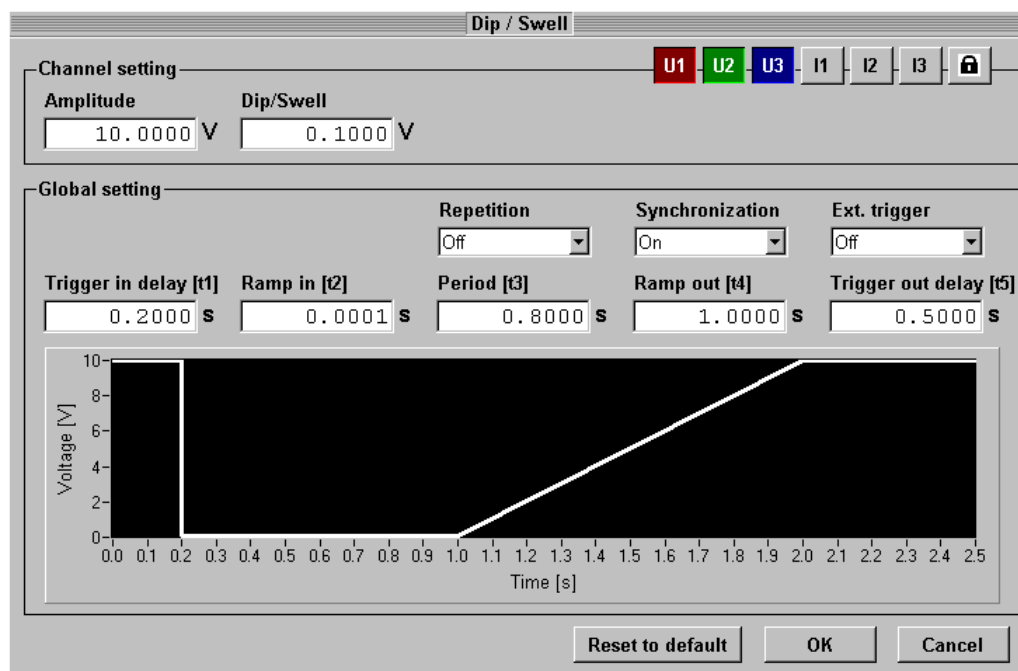 Dip / Swell
Channel setting U1 U2 U3 I1 I2 I3
Amplitude Dip/Swell
10.0000 V 0.1000 V
Global setting
Repetition Synchronization Ext. trigger
Off On Off
Trigger in delay [t1] Ramp in [t2] Period [t3] Ramp out [t4] Trigger out delay [t5]
0.2000 s 0.0001 s 0.8000 s 1.0000 s 0.5000 s
10
8
6
4
2
0
Voltage [V]
0.0 0.1 0.2 0.3 0.4 0.5 0.6 0.7 0.8 0.9 1.0 1.1 1.2 1.3 1.4 1.5 1.6 1.7 1.8 1.9 2.0 2.1 2.2 2.3 2.4 2.5
Time [s]
Reset to default OK Cancel